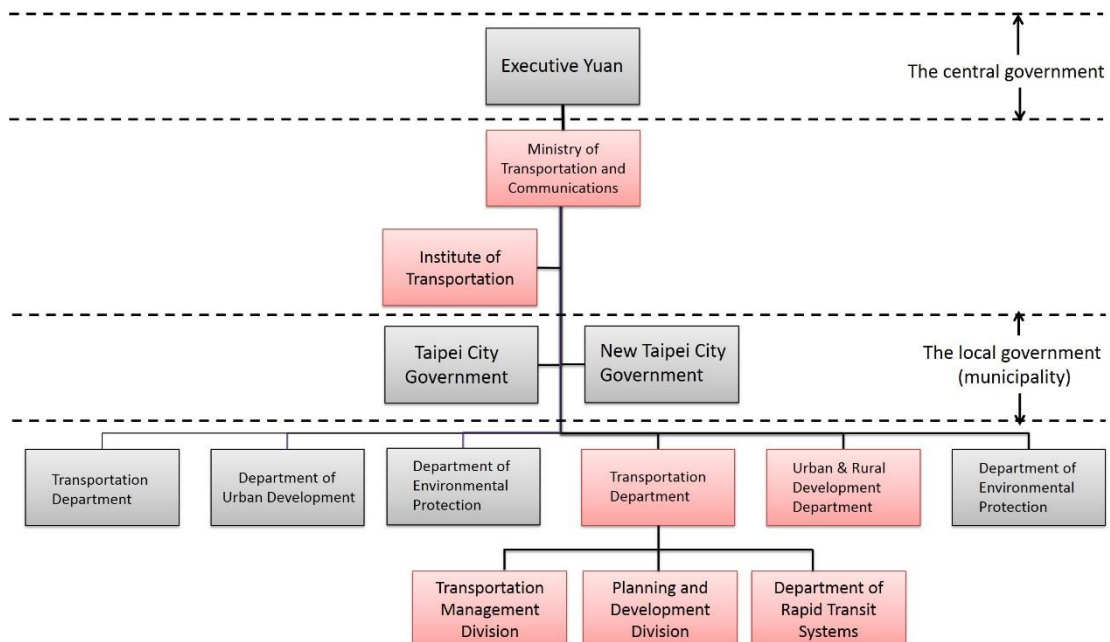 Executive Yuan
The central government
Ministry of
Transportation and
Communications
Institute of
Transportation
Taipei City
Government
New Taipei City
Government
The local government
(municipality)
Transportation
Department
Department of
Urban Development
Department of
Environmental
Protection
Transportation
Department
Urban & Rural
Development
Department
Department of
Environmental
Protection
Transportation
Management
Division
Planning and
Development
Division
Department of
Rapid Transit
Systems